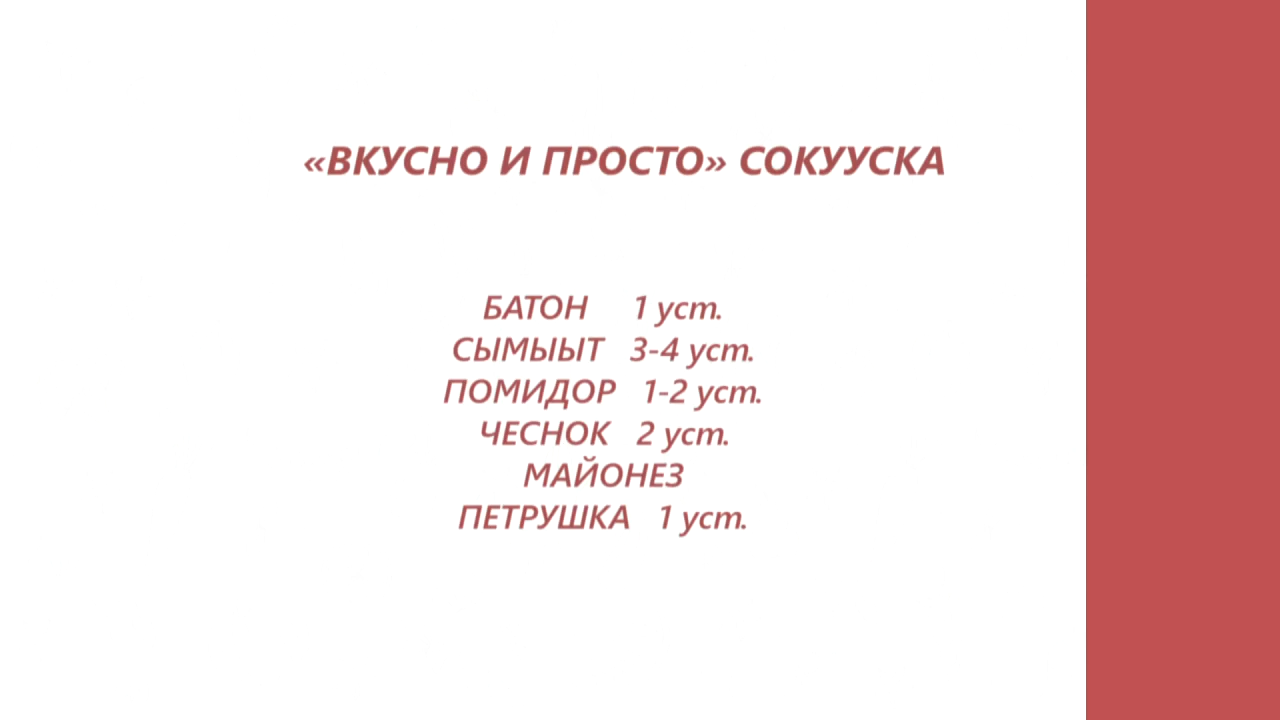 «ВКУСНО И ПРОСТО» СОКУУСКА
БАТОН 1 уст.
СЫМЫЫТ 3-4 уст.
ПОМИДОР 1-2 уст.
ЧЕСНОК 2 уст.
МАЙОНЕЗ
ПЕТРУШКА 1 уст.